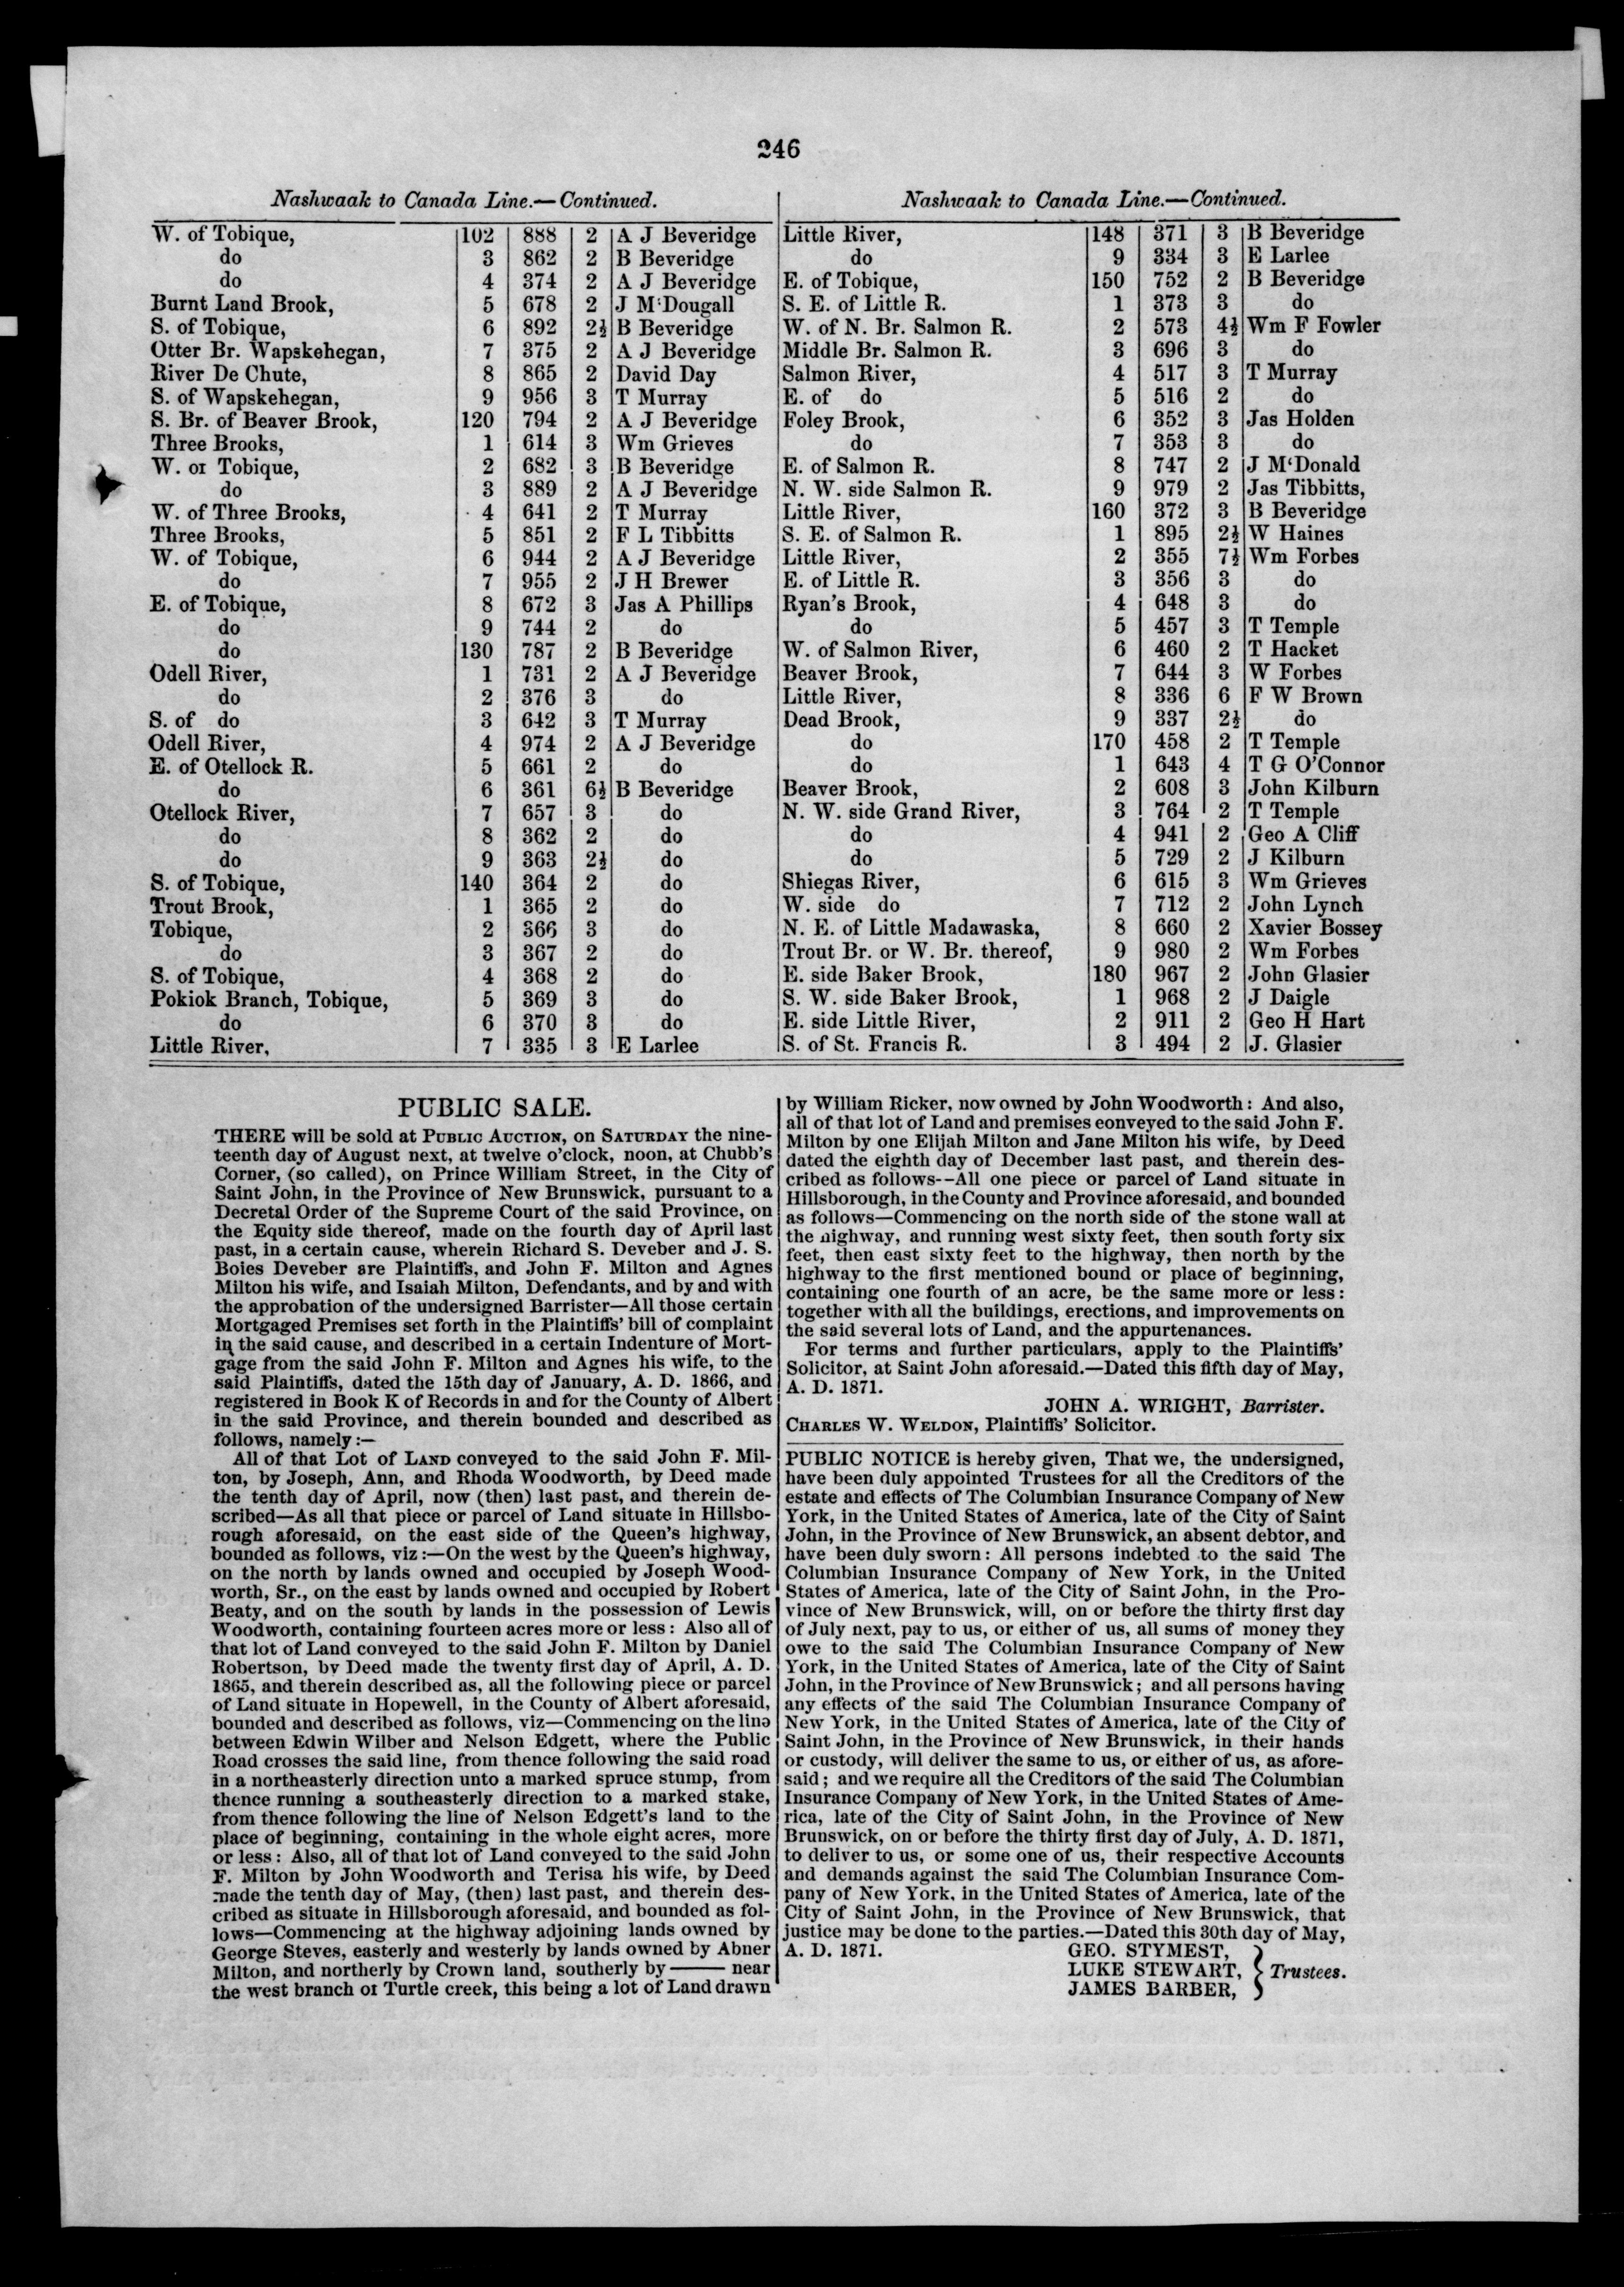 246
Nashwaak to Canada Line.—Continued.
W. of Tobique, 102 888 2 A J Beveridge
do 3 862 2 B Beveridge
do 4 374 2 A J Beveridge
Burnt Land Brook, 5 678 2 J M'Dougall
S. of Tobique, 6 892 2½ B Beveridge
Otter Br. Wapskehegan, 7 375 2 A J Beveridge
River De Chute, 8 865 2 David Day
S. of Wapskehegan, 9 956 3 T Murray
S. Br. of Beaver Brook, 120 794 2 A J Beveridge
Three Brooks, 1 614 3 Wm Grieves
W. of Tobique, 2 682 3 B Beveridge
do 3 889 2 A J Beveridge
W. of Three Brooks, 4 641 2 T Murray
Three Brooks, 5 851 2 F L Tibbitts
W. of Tobique, 6 944 2 A J Beveridge
do 7 955 2 J H Brewer
E. of Tobique, 8 672 3 Jas A Phillips
do 9 744 2 do
do 130 787 2 B Beveridge
Odell River, 1 731 2 A J Beveridge
do 2 376 3 do
S. of do 3 642 3 T Murray
Odell River, 4 974 2 A J Beveridge
E. of Otellock R. 5 661 2 do
do 6 361 6½ B Beveridge
Otellock River, 7 657 3 do
do 8 362 2 do
do 9 363 2½ do
S. of Tobique, 140 364 2 do
Trout Brook, 1 365 2 do
Tobique, 2 366 3 do
do 3 367 2 do
S. of Tobique, 4 368 2 do
Pokiok Branch, Tobique, 5 369 3 do
do 6 370 3 do
Little River, 7 335 3 E Larlee
Nashwaak to Canada Line.—Continued.
Little River, 148 371 3 B Beveridge
do 9 334 3 E Larlee
E. of Tobique, 150 752 2 B Beveridge
S. E. of Little R. 1 373 3 do
W. of N. Br. Salmon R. 2 573 4½ Wm F Fowler
Middle Br. Salmon R. 3 696 3 do
Salmon River, 4 517 3 T Murray
E. of do 5 516 2 do
Foley Brook, 6 352 3 Jas Holden
do 7 353 3 do
E. of Salmon R. 8 747 2 J M'Donald
N. W. side Salmon R. 9 979 2 Jas Tibbitts,
Little River, 160 372 3 B Beveridge
S. E. of Salmon R. 1 895 2½ W Haines
Little River, 2 355 7½ Wm Forbes
E. of Little R. 3 356 3 do
Ryan's Brook, 4 648 3 do
do 5 457 3 T Temple
W. of Salmon River, 6 460 2 T Hacket
Beaver Brook, 7 644 3 W Forbes
Little River, 8 336 6 F W Brown
Dead Brook, 9 337 2½ do
do 170 458 2 T Temple
do 1 643 4 T G O'Connor
Beaver Brook, 2 608 3 John Kilburn
N. W. side Grand River, 3 764 2 T Temple
do 4 941 2 Geo A Cliff
do 5 729 2 J Kilburn
Shiegas River, 6 615 3 Wm Grieves
W. side do 7 712 2 John Lynch
N. E. of Little Madawaska, 8 660 2 Xavier Bossey
Trout Br. or W. Br. thereof, 9 980 2 Wm Forbes
E. side Baker Brook, 180 967 2 John Glasier
S. W. side Baker Brook, 1 968 2 J Daigle
E. side Little River, 2 911 2 Geo H Hart
S. of St. Francis R. 3 494 2 J. Glasier
PUBLIC SALE.
THERE will be sold at PUBLIC AUCTION, on SATURDAY the nine-
teenth day of August next, at twelve o'clock, noon, at Chubb's
Corner, (so called), on Prince William Street, in the City of
Saint John, in the Province of New Brunswick, pursuant to a
Decretal Order of the Supreme Court of the said Province, on
the Equity side thereof, made on the fourth day of April last
past, in a certain cause, wherein Richard S. Deveber and J. S.
Boies Deveber are Plaintiffs, and John F. Milton and Agnes
Milton his wife, and Isaiah Milton, Defendants, and by and with
the approbation of the undersigned Barrister—All those certain
Mortgaged Premises set forth in the Plaintiffs' bill of complaint
in the said cause, and described in a certain Indenture of Mort-
gage from the said John F. Milton and Agnes his wife, to the
said Plaintiffs, dated the 15th day of January, A. D. 1866, and
registered in Book K of Records in and for the County of Albert
in the said Province, and therein bounded and described as
follows, namely :—
All of that Lot of LAND conveyed to the said John F. Mil-
ton, by Joseph, Ann, and Rhoda Woodworth, by Deed made
the tenth day of April, now (then) last past, and therein de-
scribed—As all that piece or parcel of Land situate in Hillsbo-
rough aforesaid, on the east side of the Queen's highway,
bounded as follows, viz :—On the west by the Queen's highway,
on the north by lands owned and occupied by Joseph Wood-
worth, Sr., on the east by lands owned and occupied by Robert
Beaty, and on the south by lands in the possession of Lewis
Woodworth, containing fourteen acres more or less : Also all of
that lot of Land conveyed to the said John F. Milton by Daniel
Robertson, by Deed made the twenty first day of April, A. D.
1865, and therein described as, all the following piece or parcel
of Land situate in Hopewell, in the County of Albert aforesaid,
bounded and described as follows, viz—Commencing on the line
between Edwin Wilber and Nelson Edgett, where the Public
Road crosses the said line, from thence following the said road
in a northeasterly direction unto a marked spruce stump, from
thence running a southeasterly direction to a marked stake,
from thence following the line of Nelson Edgett's land to the
place of beginning, containing in the whole eight acres, more
or less : Also, all of that lot of Land conveyed to the said John
F. Milton by John Woodworth and Terisa his wife, by Deed
made the tenth day of May, (then) last past, and therein des-
cribed as situate in Hillsborough aforesaid, and bounded as fol-
lows—Commencing at the highway adjoining lands owned by
George Steves, easterly and westerly by lands owned by Abner
Milton, and northerly by Crown land, southerly by —— near
the west branch of Turtle creek, this being a lot of Land drawn
by William Ricker, now owned by John Woodworth : And also,
all of that lot of Land and premises eonveyed to the said John F.
Milton by one Elijah Milton and Jane Milton his wife, by Deed
dated the eighth day of December last past, and therein des-
cribed as follows--All one piece or parcel of Land situate in
Hillsborough, in the County and Province aforesaid, and bounded
as follows—Commencing on the north side of the stone wall at
the highway, and running west sixty feet, then south forty six
feet, then east sixty feet to the highway, then north by the
highway to the first mentioned bound or place of beginning,
containing one fourth of an acre, be the same more or less :
together with all the buildings, erections, and improvements on
the said several lots of Land, and the appurtenances.
For terms and further particulars, apply to the Plaintiffs'
Solicitor, at Saint John aforesaid.—Dated this fifth day of May,
A. D. 1871.
JOHN A. WRIGHT, Barrister.
CHARLES W. WELDON, Plaintiffs' Solicitor.
PUBLIC NOTICE is hereby given, That we, the undersigned,
have been duly appointed Trustees for all the Creditors of the
estate and effects of The Columbian Insurance Company of New
York, in the United States of America, late of the City of Saint
John, in the Province of New Brunswick, an absent debtor, and
have been duly sworn : All persons indebted to the said The
Columbian Insurance Company of New York, in the United
States of America, late of the City of Saint John, in the Pro-
vince of New Brunswick, will, on or before the thirty first day
of July next, pay to us, or either of us, all sums of money they
owe to the said The Columbian Insurance Company of New
York, in the United States of America, late of the City of Saint
John, in the Province of New Brunswick ; and all persons having
any effects of the said The Columbian Insurance Company of
New York, in the United States of America, late of the City of
Saint John, in the Province of New Brunswick, in their hands
or custody, will deliver the same to us, or either of us, as afore-
said ; and we require all the Creditors of the said The Columbian
Insurance Company of New York, in the United States of Ame-
rica, late of the City of Saint John, in the Province of New
Brunswick, on or before the thirty first day of July, A. D. 1871,
to deliver to us, or some one of us, their respective Accounts
and demands against the said The Columbian Insurance Com-
pany of New York, in the United States of America, late of the
City of Saint John, in the Province of New Brunswick, that
justice may be done to the parties.—Dated this 30th day of May,
A. D. 1871.
GEO. STYMEST,
LUKE STEWART, } Trustees.
JAMES BARBER,